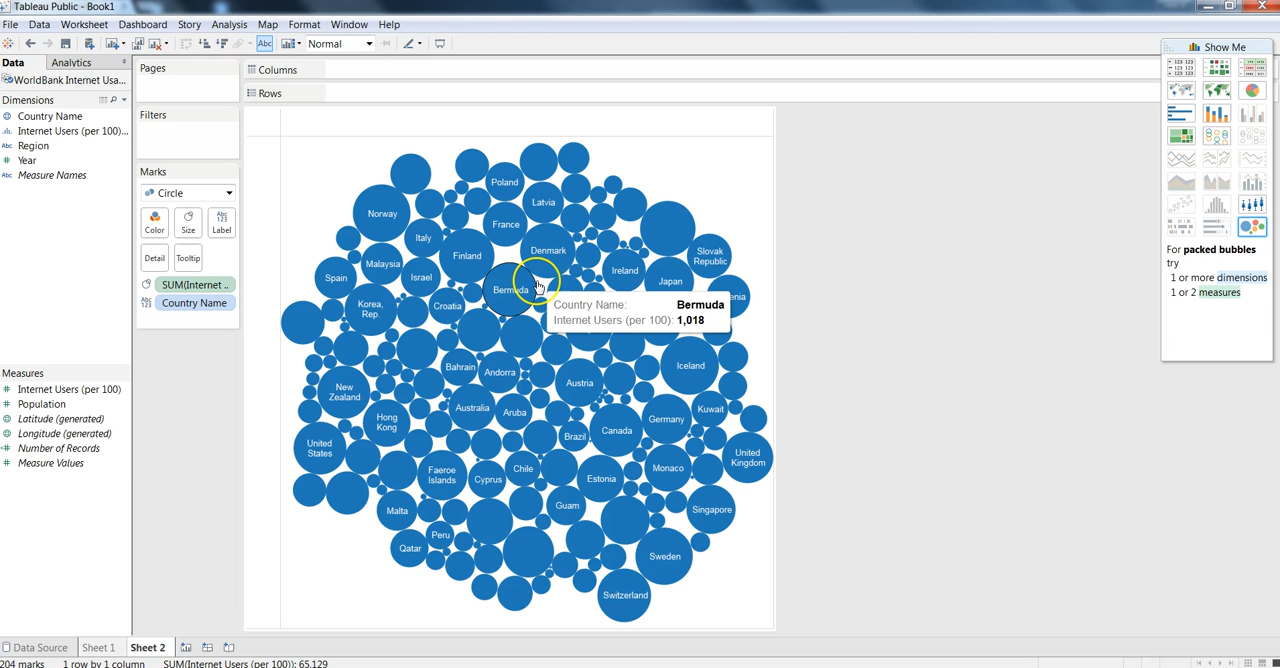 Tableau Public - Book1
File Data Worksheet Dashboard Story Analysis Map Format Window Help
Abc Normal
Show Me
Data Analytics
WorldBank Internet Usa...
Dimensions
Country Name
Internet Users (per 100)...
Abc Region
Year
Abc Measure Names
Measures
Internet Users (per 100)
Population
Latitude (generated)
Longitude (generated)
Number of Records
Measure Values
Pages
Filters
Marks
Circle
Abc
123
Color Size Label
Detail Tooltip
SUM(Internet ..
Country Name
Columns
Rows
Poland
Latvia
Norway
France
Italy
Denmark
Finland
Slovak
Republic
Malaysia
Ireland
Spain
Israel
Japan
Bermuda
enia
Korea,
Rep.
Croatia
Country Name: Bermuda
Internet Users (per 100): 1,018
Bahrain
Andorra
Iceland
Austria
New
Zealand
Australia
Aruba
Kuwait
Hong
Kong
Germany
Canada
Brazil
United
States
United
Kingdom
Faeroe
Islands
Cyprus
Chile
Monaco
Estonia
Malta
Guam
Singapore
Peru
Qatar
Sweden
Switzerland
For packed bubbles
try
1 or more dimensions
1 or 2 measures
Data Source Sheet 1 Sheet 2
204 marks 1 row by 1 column SUM(Internet Users (per 100)): 65,129